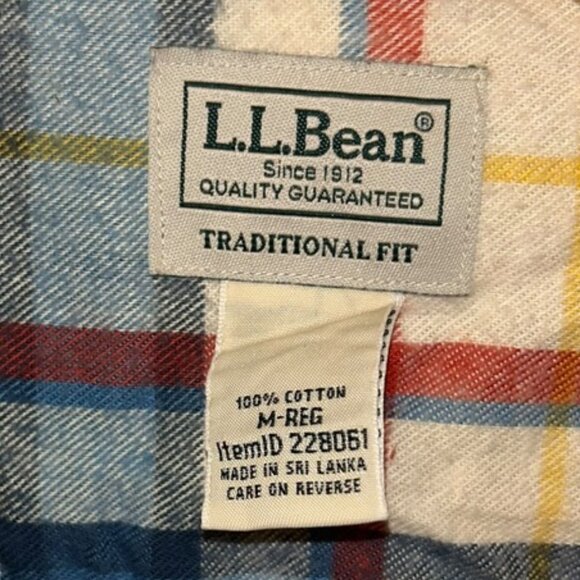 L.L.Bean®
Since 1912
QUALITY GUARANTEED
TRADITIONAL FIT
100% COTTON
M-REG
ItemID 228061
MADE IN SRI LANKA
CARE ON REVERSE